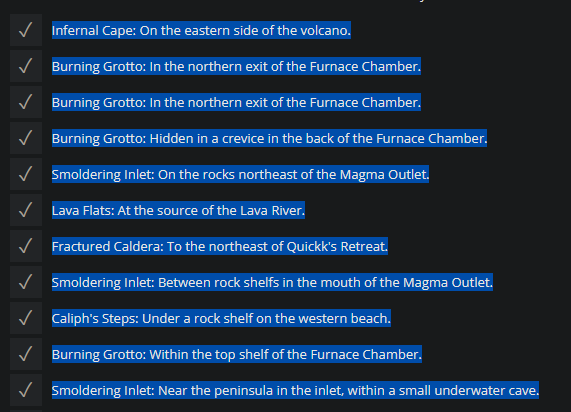 Infernal Cape: On the eastern side of the volcano.
Burning Grotto: In the northern exit of the Furnace Chamber.
Burning Grotto: In the northern exit of the Furnace Chamber.
Burning Grotto: Hidden in a crevice in the back of the Furnace Chamber.
Smoldering Inlet: On the rocks northeast of the Magma Outlet.
Lava Flats: At the source of the Lava River.
Fractured Caldera: To the northeast of Quickk's Retreat.
Smoldering Inlet: Between rock shelfs in the mouth of the Magma Outlet.
Caliph's Steps: Under a rock shelf on the western beach.
Burning Grotto: Within the top shelf of the Furnace Chamber.
Smoldering Inlet: Near the peninsula in the inlet, within a small underwater cave.